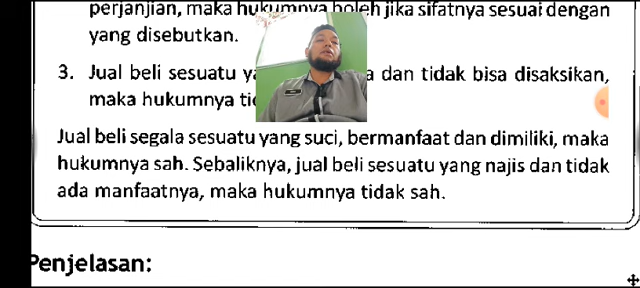 perjanjian, maka hukumnya boleh jika sifatnya sesuai dengan
yang disebutkan.
3. Jual beli sesuatu dan tidak bisa disaksikan,
maka hukumnya
Jual beli segala sesuatu yang suci, bermanfaat dan dimiliki, maka
hukumnya sah. Sebaliknya, jual beli sesuatu yang najis dan tidak
ada manfaatnya, maka hukumnya tidak sah.
Penjelasan: